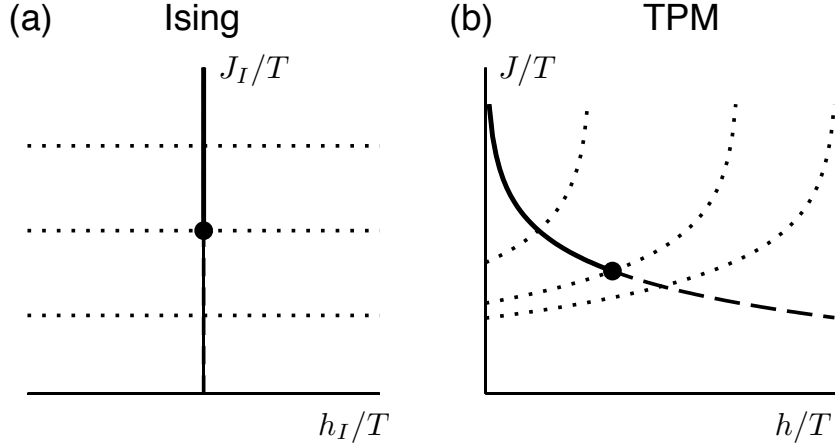 (a) Ising
J_I/T
h_I/T
(b) TPM
J/T
h/T